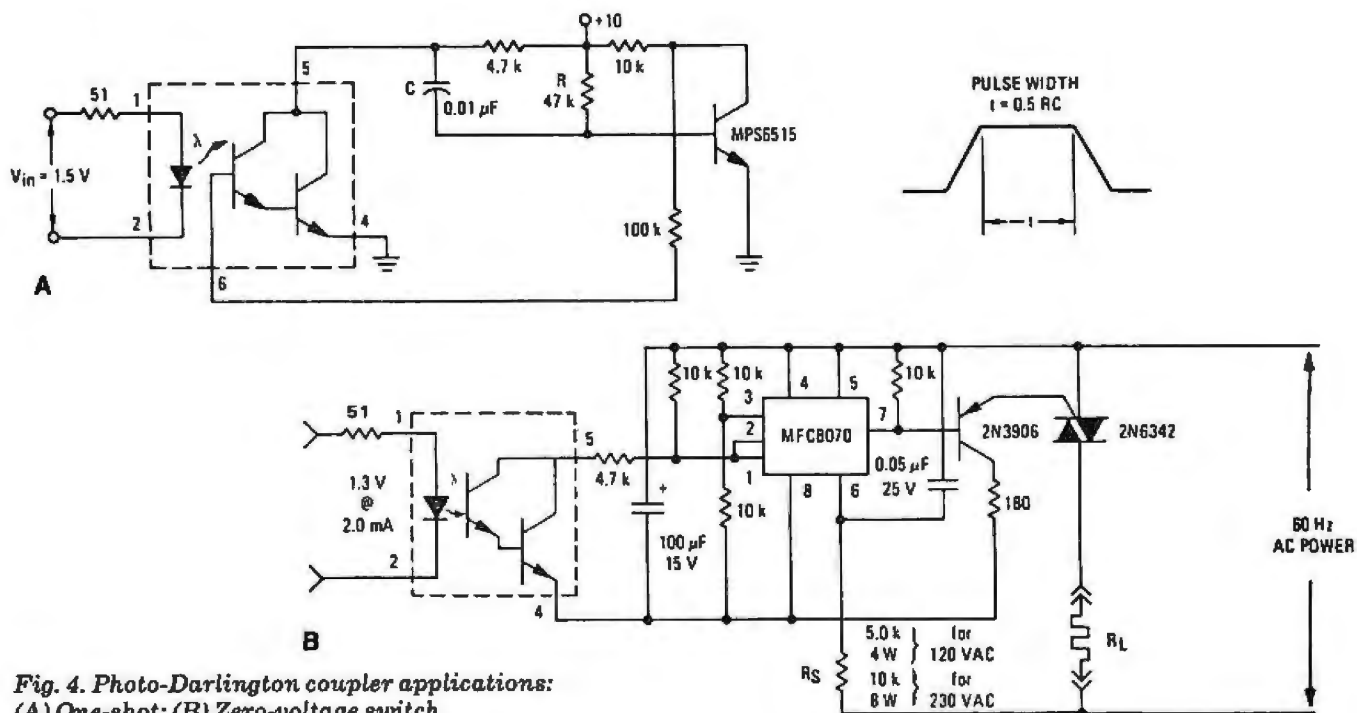 +10
5
4.7 k
10 k
51
1
C
0.01 µF
R
47 k
MPS6515
λ
Vin = 1.5 V
2
4
100 k
A
6
PULSE WIDTH
t = 0.5 RC
t
10 k
10 k
4
5
10 k
3
2
MFC8070
7
2N3906
2N6342
51
1
5
4.7 k
1
8
6
0.05 µF
25 V
1.3 V
@
2.0 mA
λ
10 k
180
60 Hz
AC POWER
2
+
100 µF
15 V
4
B
RS
5.0 k
4 W
for
120 VAC
10 k
8 W
for
230 VAC
RL
Fig. 4. Photo-Darlington coupler applications:
(A) One-shot; (B) Zero-voltage switch